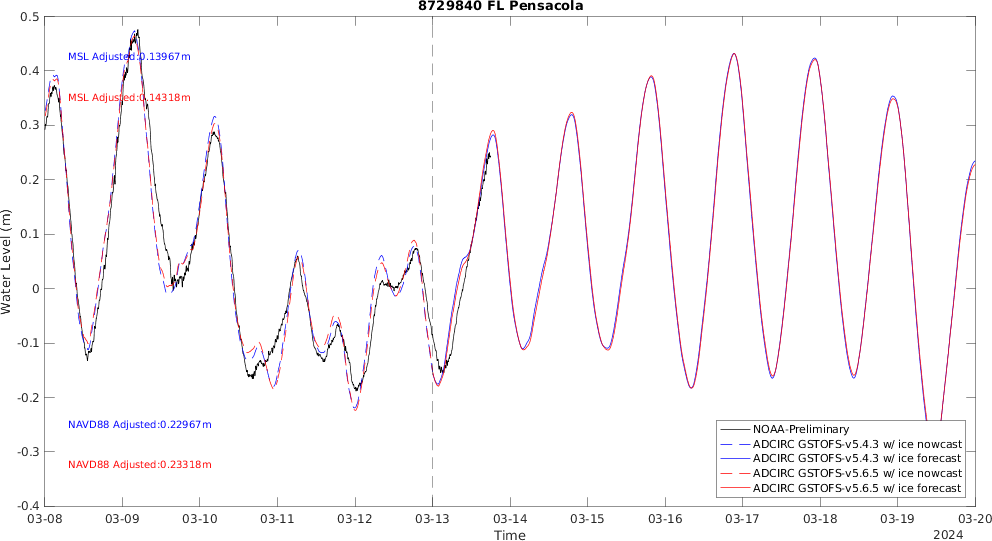 8729840 FL Pensacola
0.5
0.4
0.3
0.2
0.1
0
-0.1
-0.2
-0.3
-0.4
Water Level (m)
MSL Adjusted:0.13967m
MSL Adjusted:0.14318m
NAVD88 Adjusted:0.22967m
NAVD88 Adjusted:0.23318m
NOAA-Preliminary
ADCIRC GSTOFS-v5.4.3 w/ ice nowcast
ADCIRC GSTOFS-v5.4.3 w/ ice forecast
ADCIRC GSTOFS-v5.6.5 w/ ice nowcast
ADCIRC GSTOFS-v5.6.5 w/ ice forecast
03-08 03-09 03-10 03-11 03-12 03-13 03-14 03-15 03-16 03-17 03-18 03-19 03-20
Time
2024